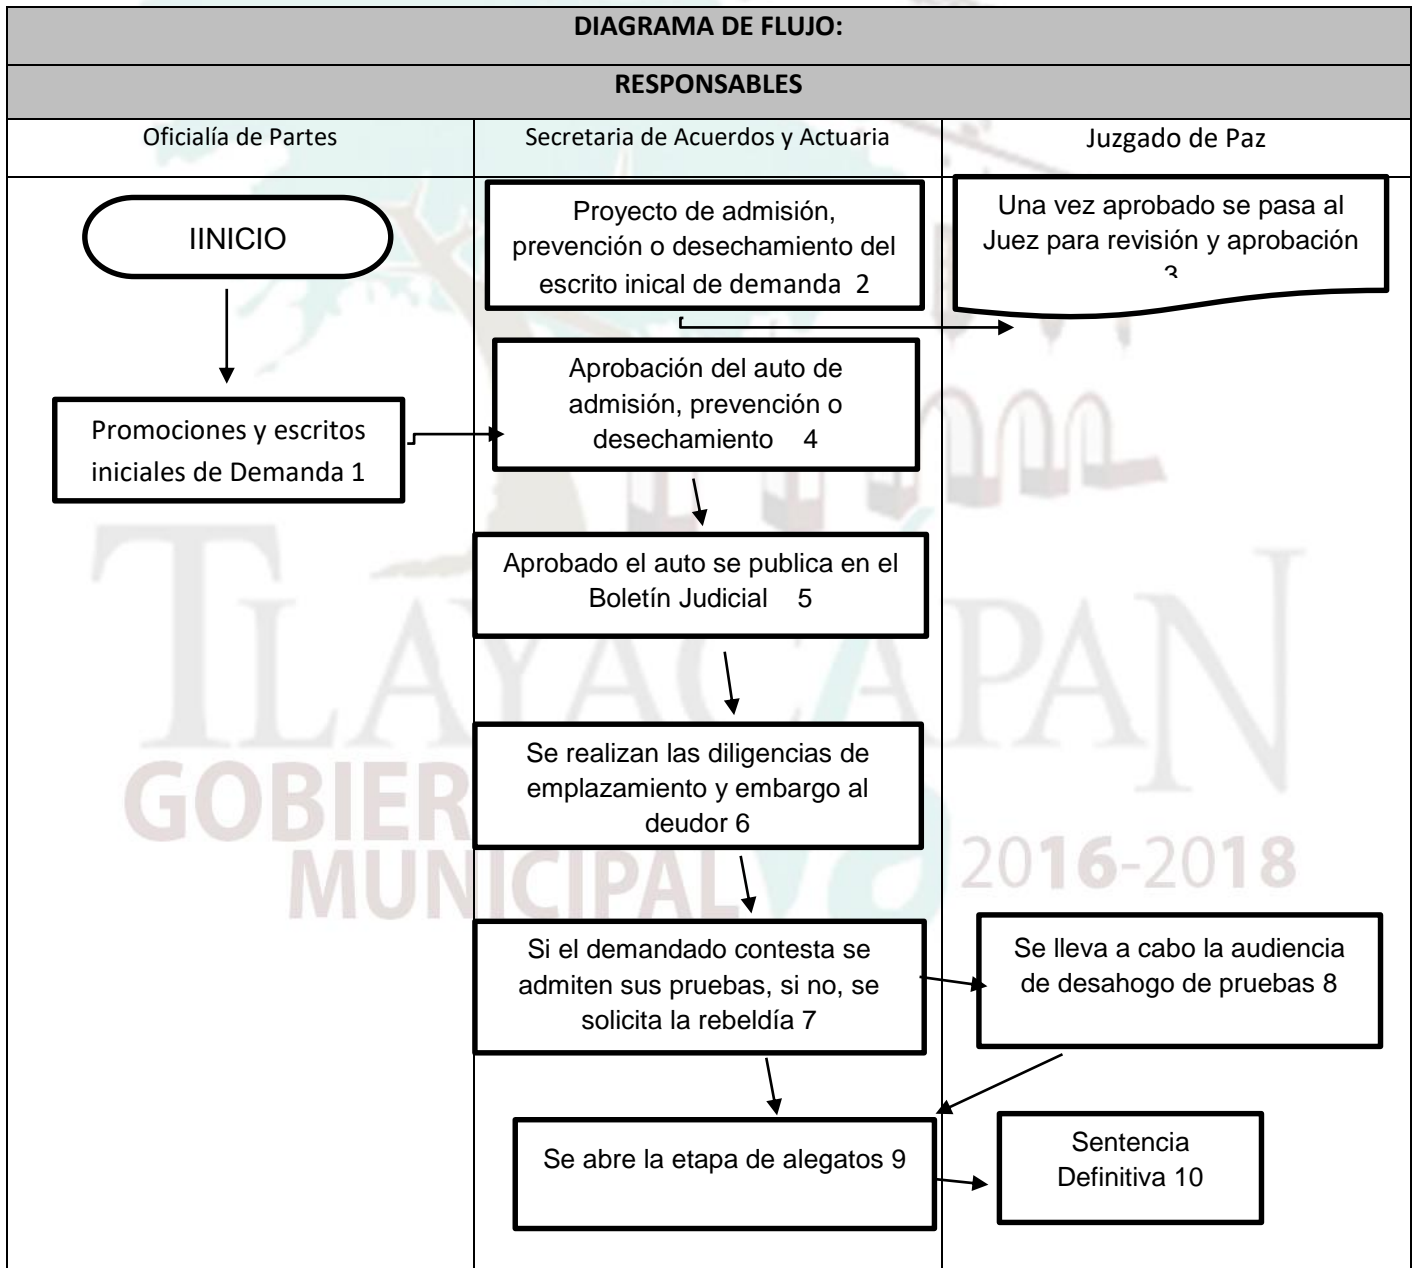 DIAGRAMA DE FLUJO:
RESPONSABLES
Oficialía de Partes
Secretaria de Acuerdos y Actuaria
Juzgado de Paz
IINICIO
Promociones y escritos
iniciales de Demanda 1
Proyecto de admisión,
prevención o desechamiento del
escrito inical de demanda 2
Una vez aprobado se pasa al
Juez para revisión y aprobación
3
Aprobación del auto de
admisión, prevención o
desechamiento 4
Aprobado el auto se publica en el
Boletín Judicial 5
Se realizan las diligencias de
emplazamiento y embargo al
deudor 6
Si el demandado contesta se
admiten sus pruebas, si no, se
solicita la rebeldía 7
Se lleva a cabo la audiencia
de desahogo de pruebas 8
Se abre la etapa de alegatos 9
Sentencia
Definitiva 10
TLAYACAPAN
GOBIER
MUNICIPAL
2016-2018